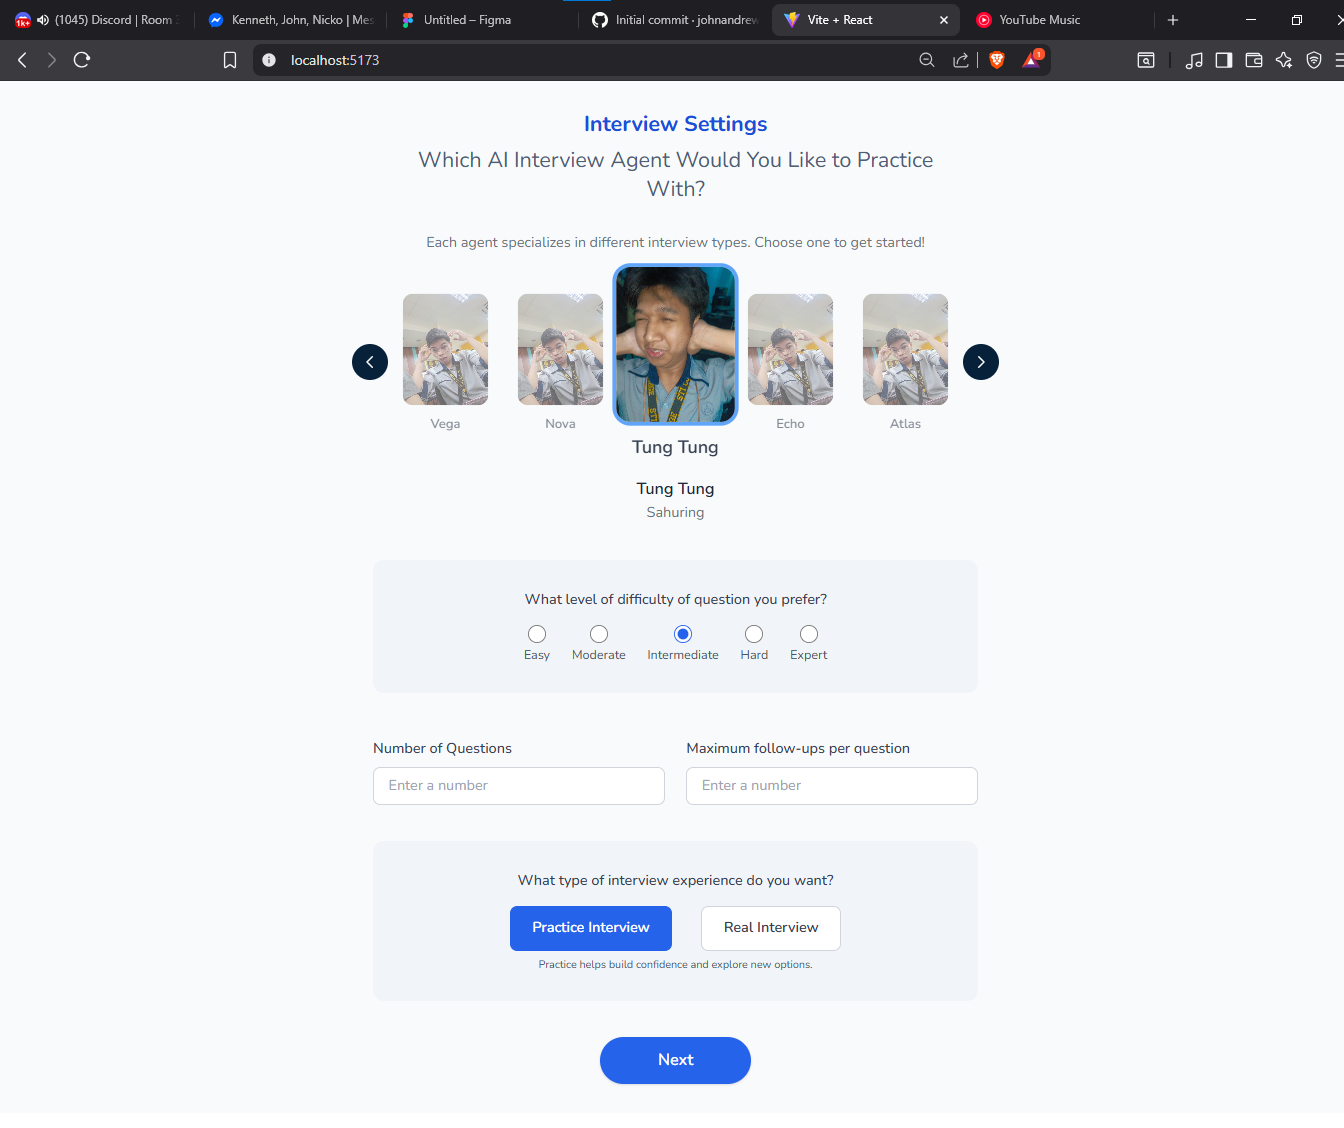 1k+ (1045) Discord | Room
Kenneth, John, Nicko | Mes
Untitled – Figma
Initial commit · johnandrew
Vite + React
YouTube Music
localhost:5173
1
Interview Settings
Which AI Interview Agent Would You Like to Practice
With?
Each agent specializes in different interview types. Choose one to get started!
Vega
Nova
Echo
Atlas
Tung Tung
Tung Tung
Sahuring
What level of difficulty of question you prefer?
Easy
Moderate
Intermediate
Hard
Expert
Number of Questions
Maximum follow-ups per question
Enter a number
Enter a number
What type of interview experience do you want?
Practice Interview
Real Interview
Practice helps build confidence and explore new options.
Next